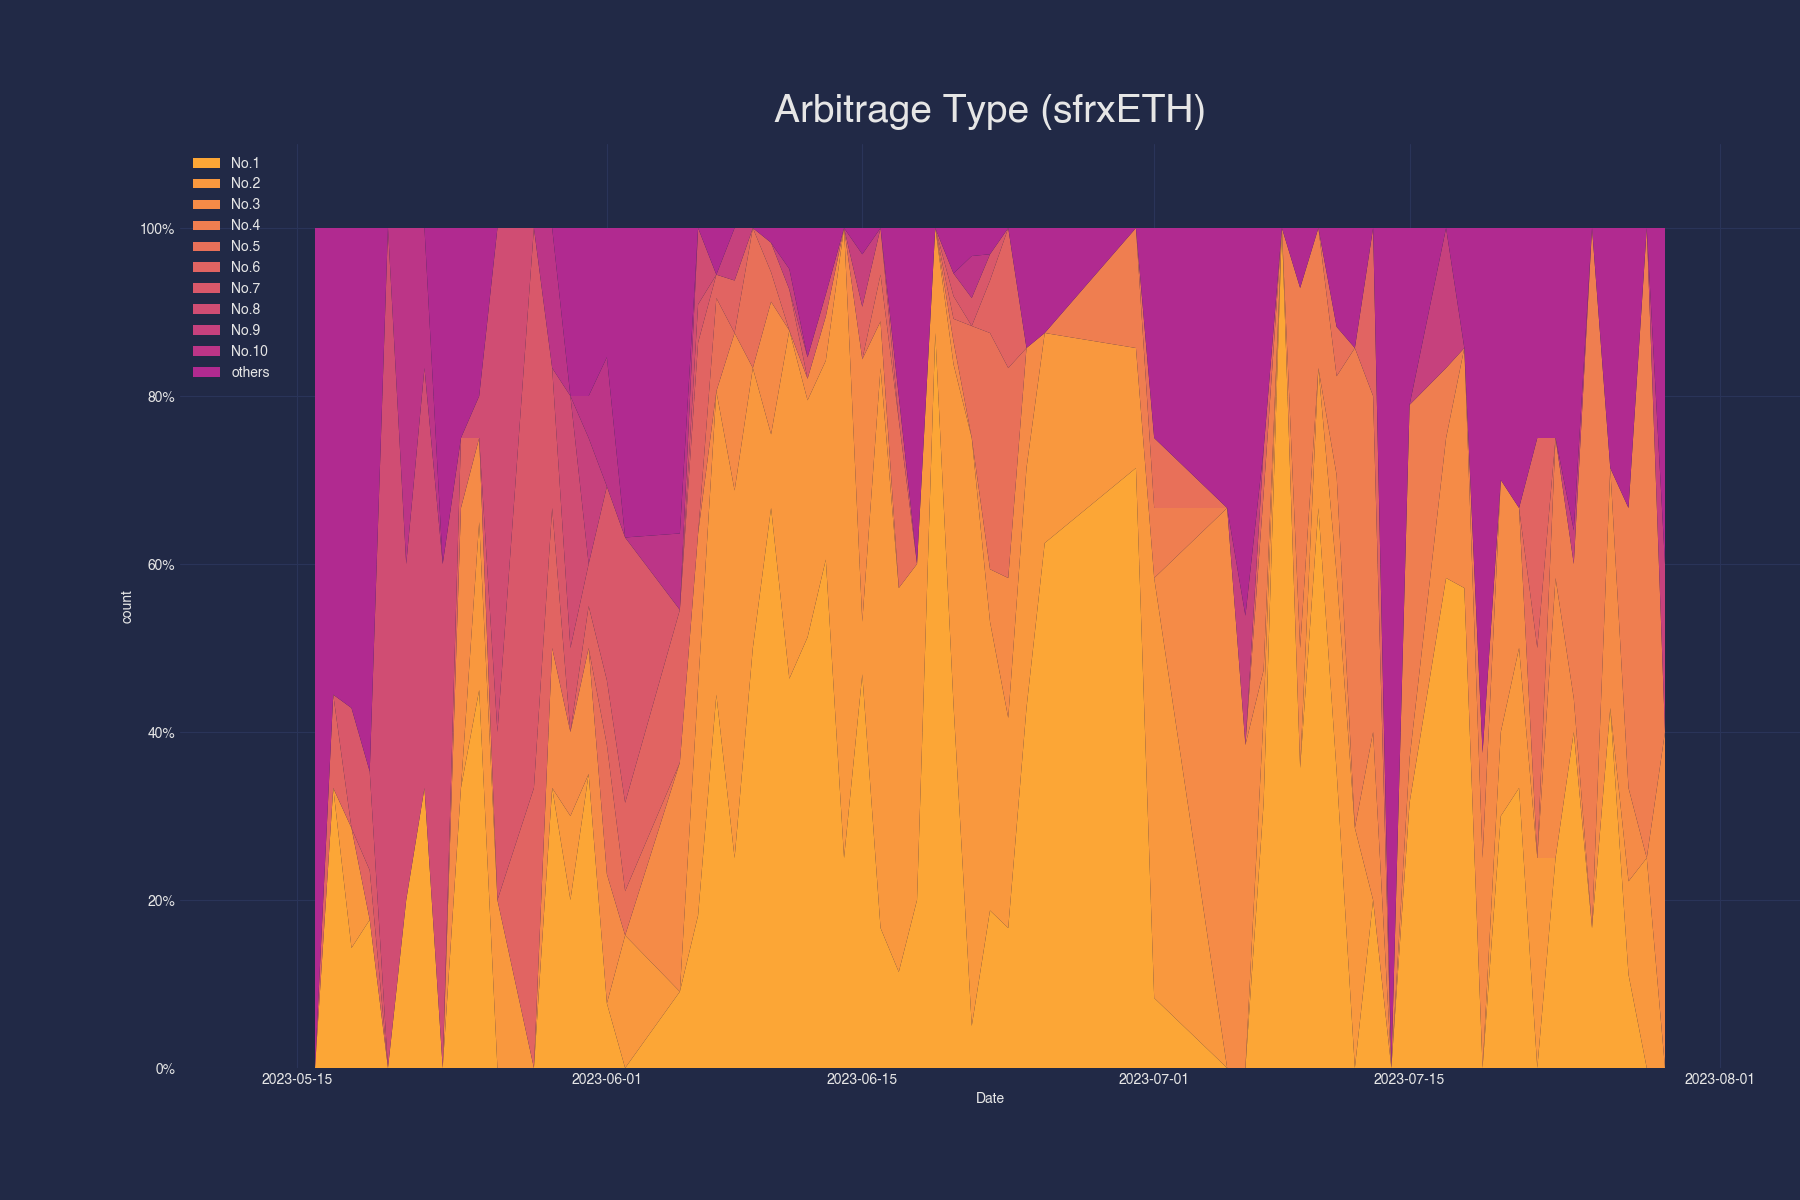 Arbitrage Type (sfrxETH)
No.1
No.2
No.3
No.4
No.5
No.6
No.7
No.8
No.9
No.10
others
100%
80%
60%
40%
20%
0%
count
2023-05-15
2023-06-01
2023-06-15
2023-07-01
2023-07-15
2023-08-01
Date